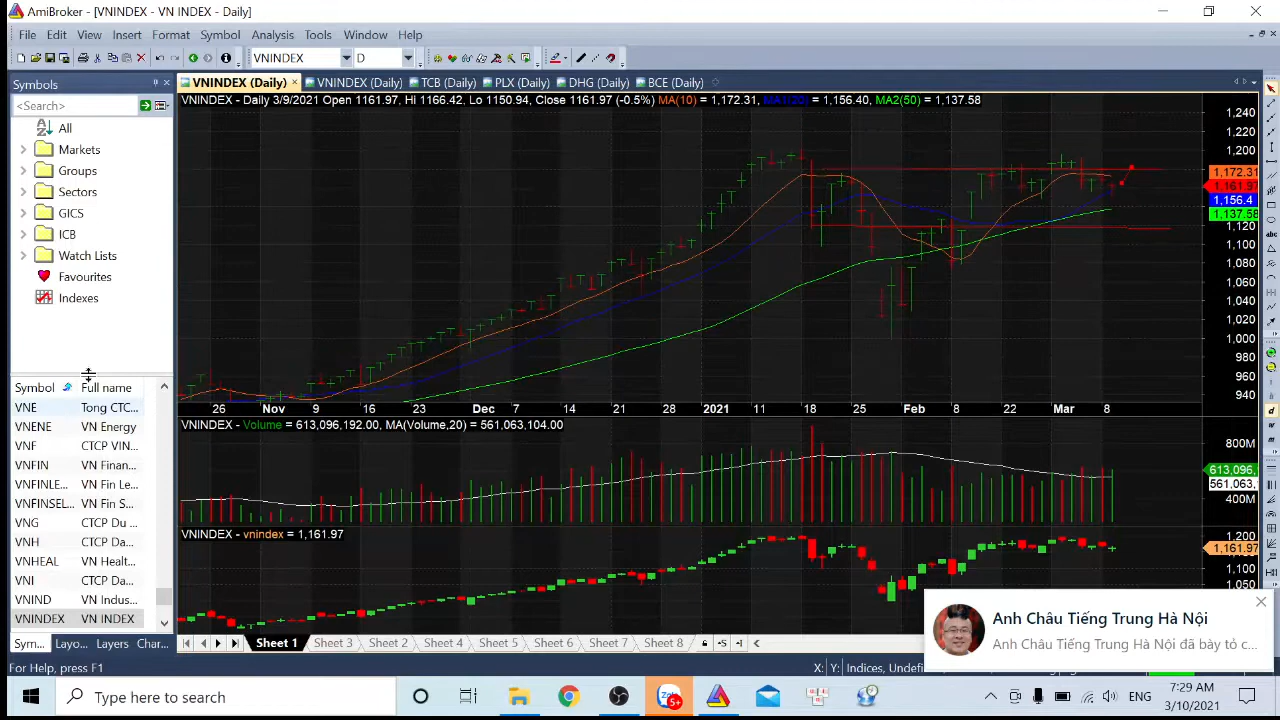 AmiBroker - [VNINDEX - VN INDEX - Daily]
File Edit View Insert Format Symbol Analysis Tools Window Help
VNINDEX D
Symbols
VNINDEX (Daily) VNINDEX (Daily) TCB (Daily) PLX (Daily) DHG (Daily) BCE (Daily)
<Search>
VNINDEX - Daily 3/9/2021 Open 1161.97, Hi 1166.42, Lo 1150.94, Close 1161.97 (-0.5%) MA(10) = 1,172.31, MA1(20) = 1,156.40, MA2(50) = 1,137.58
All
Markets
Groups
Sectors
GICS
ICB
Watch Lists
Favourites
Indexes
1,240
1,220
1,200
1,172.31
1,161.97
1,156.4
1,137.58
1,120
1,100
1,080
1,060
1,040
1,020
1,000
980
960
940
26 Nov 9 16 23 Dec 7 14 21 28 2021 11 18 25 Feb 8 22 Mar 8
Symbol Full name
VNE Tong CTC...
VNENE VN Energy
VNF CTCP VIN...
VNFIN VN Finan...
VNFINLE... VN Fin Le...
VNFINSEL... VN Fin S...
VNG CTCP Du ...
VNH CTCP Da...
VNHEAL VN Healt...
VNI CTCP Da...
VNIND VN Indus...
VNINDEX VN INDEX
VNINDEX - Volume = 613,096,192.00, MA(Volume,20) = 561,063,104.00
800M
613,096,
561,063,
400M
VNINDEX - vnindex = 1,161.97
1,200
1,161.97
1,100
1,050
Anh Châu Tiếng Trung Hà Nội
Anh Châu Tiếng Trung Hà Nội đã bày tỏ c...
Sym... Layo... Layers Char...
Sheet 1 Sheet 3 Sheet 2 Sheet 4 Sheet 5 Sheet 6 Sheet 7 Sheet 8
For Help, press F1
X: Y: Indices, Undefi
Type here to search
5+
ENG
7:29 AM
3/10/2021